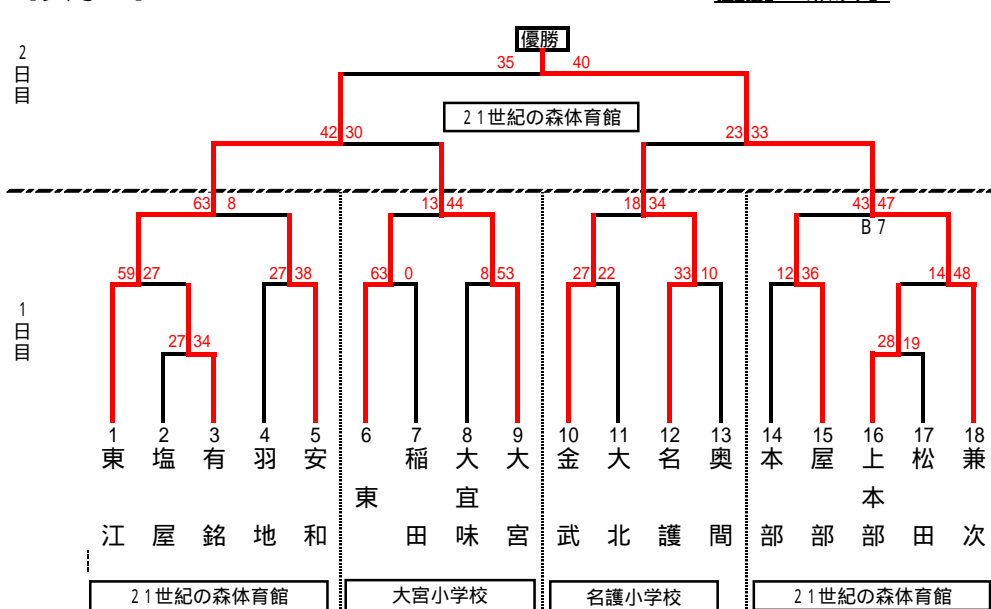 優勝
2日目
35 40
21世紀の森体育館
42 30
23 33
63 8
13 44
18 34
43 47
B7
59 27
27 38
63 0
8 53
27 22
33 10
12 36
14 48
1日目
27 34
28 19
1 2 3 4 5 6 7 8 9 10 11 12 13 14 15 16 17 18
東江
塩屋
有銘
羽地
安和
東
稲田
大宜味
大宮
金武
大北
名護
奥間
本部
屋部
上本部
松田
兼次
21世紀の森体育館
大宮小学校
名護小学校
21世紀の森体育館